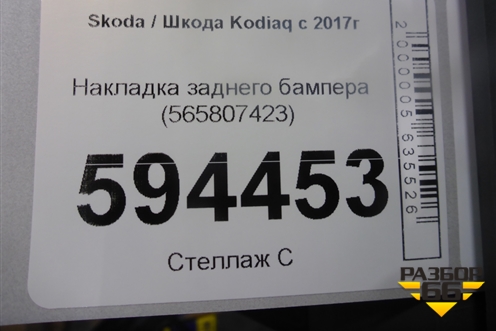 Skoda / Шкода Kodiaq с 2017г
Накладка заднего бампера
(565807423)
594453
Стеллаж С
2000005635526
РАЗБОР
66